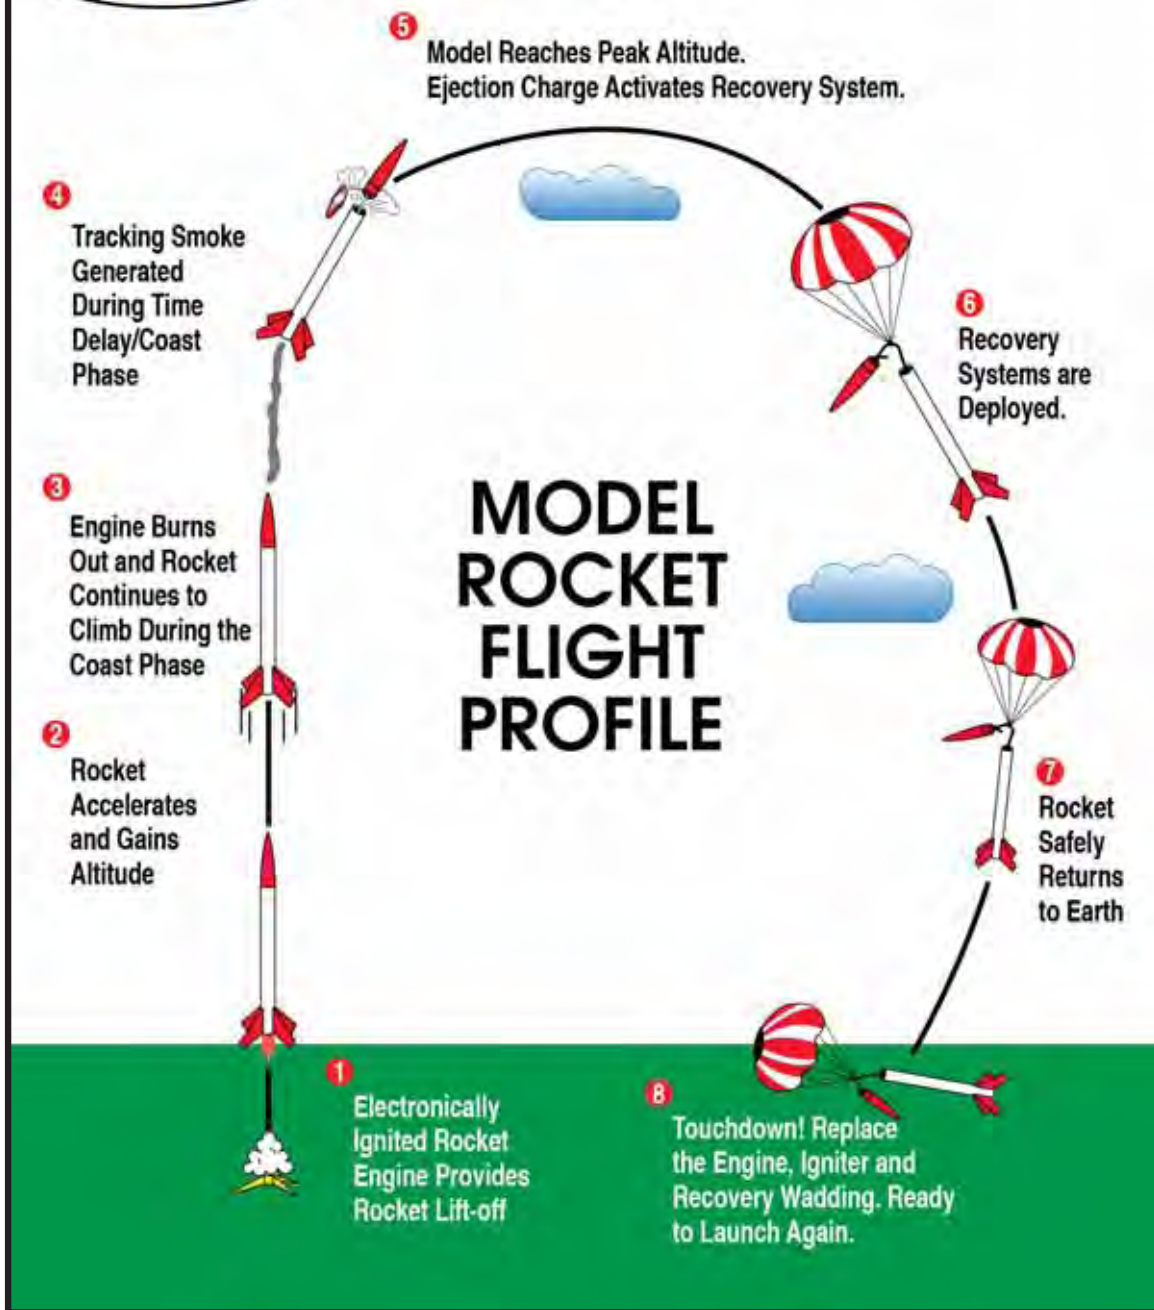 5
Model Reaches Peak Altitude.
Ejection Charge Activates Recovery System.
4
Tracking Smoke
Generated
During Time
Delay/Coast
Phase
6
Recovery
Systems are
Deployed.
3
Engine Burns
Out and Rocket
Continues to
Climb During the
Coast Phase
MODEL
ROCKET
FLIGHT
PROFILE
2
Rocket
Accelerates
and Gains
Altitude
7
Rocket
Safely
Returns
to Earth
1
Electronically
Ignited Rocket
Engine Provides
Rocket Lift-off
8
Touchdown! Replace
the Engine, Igniter and
Recovery Wadding. Ready
to Launch Again.